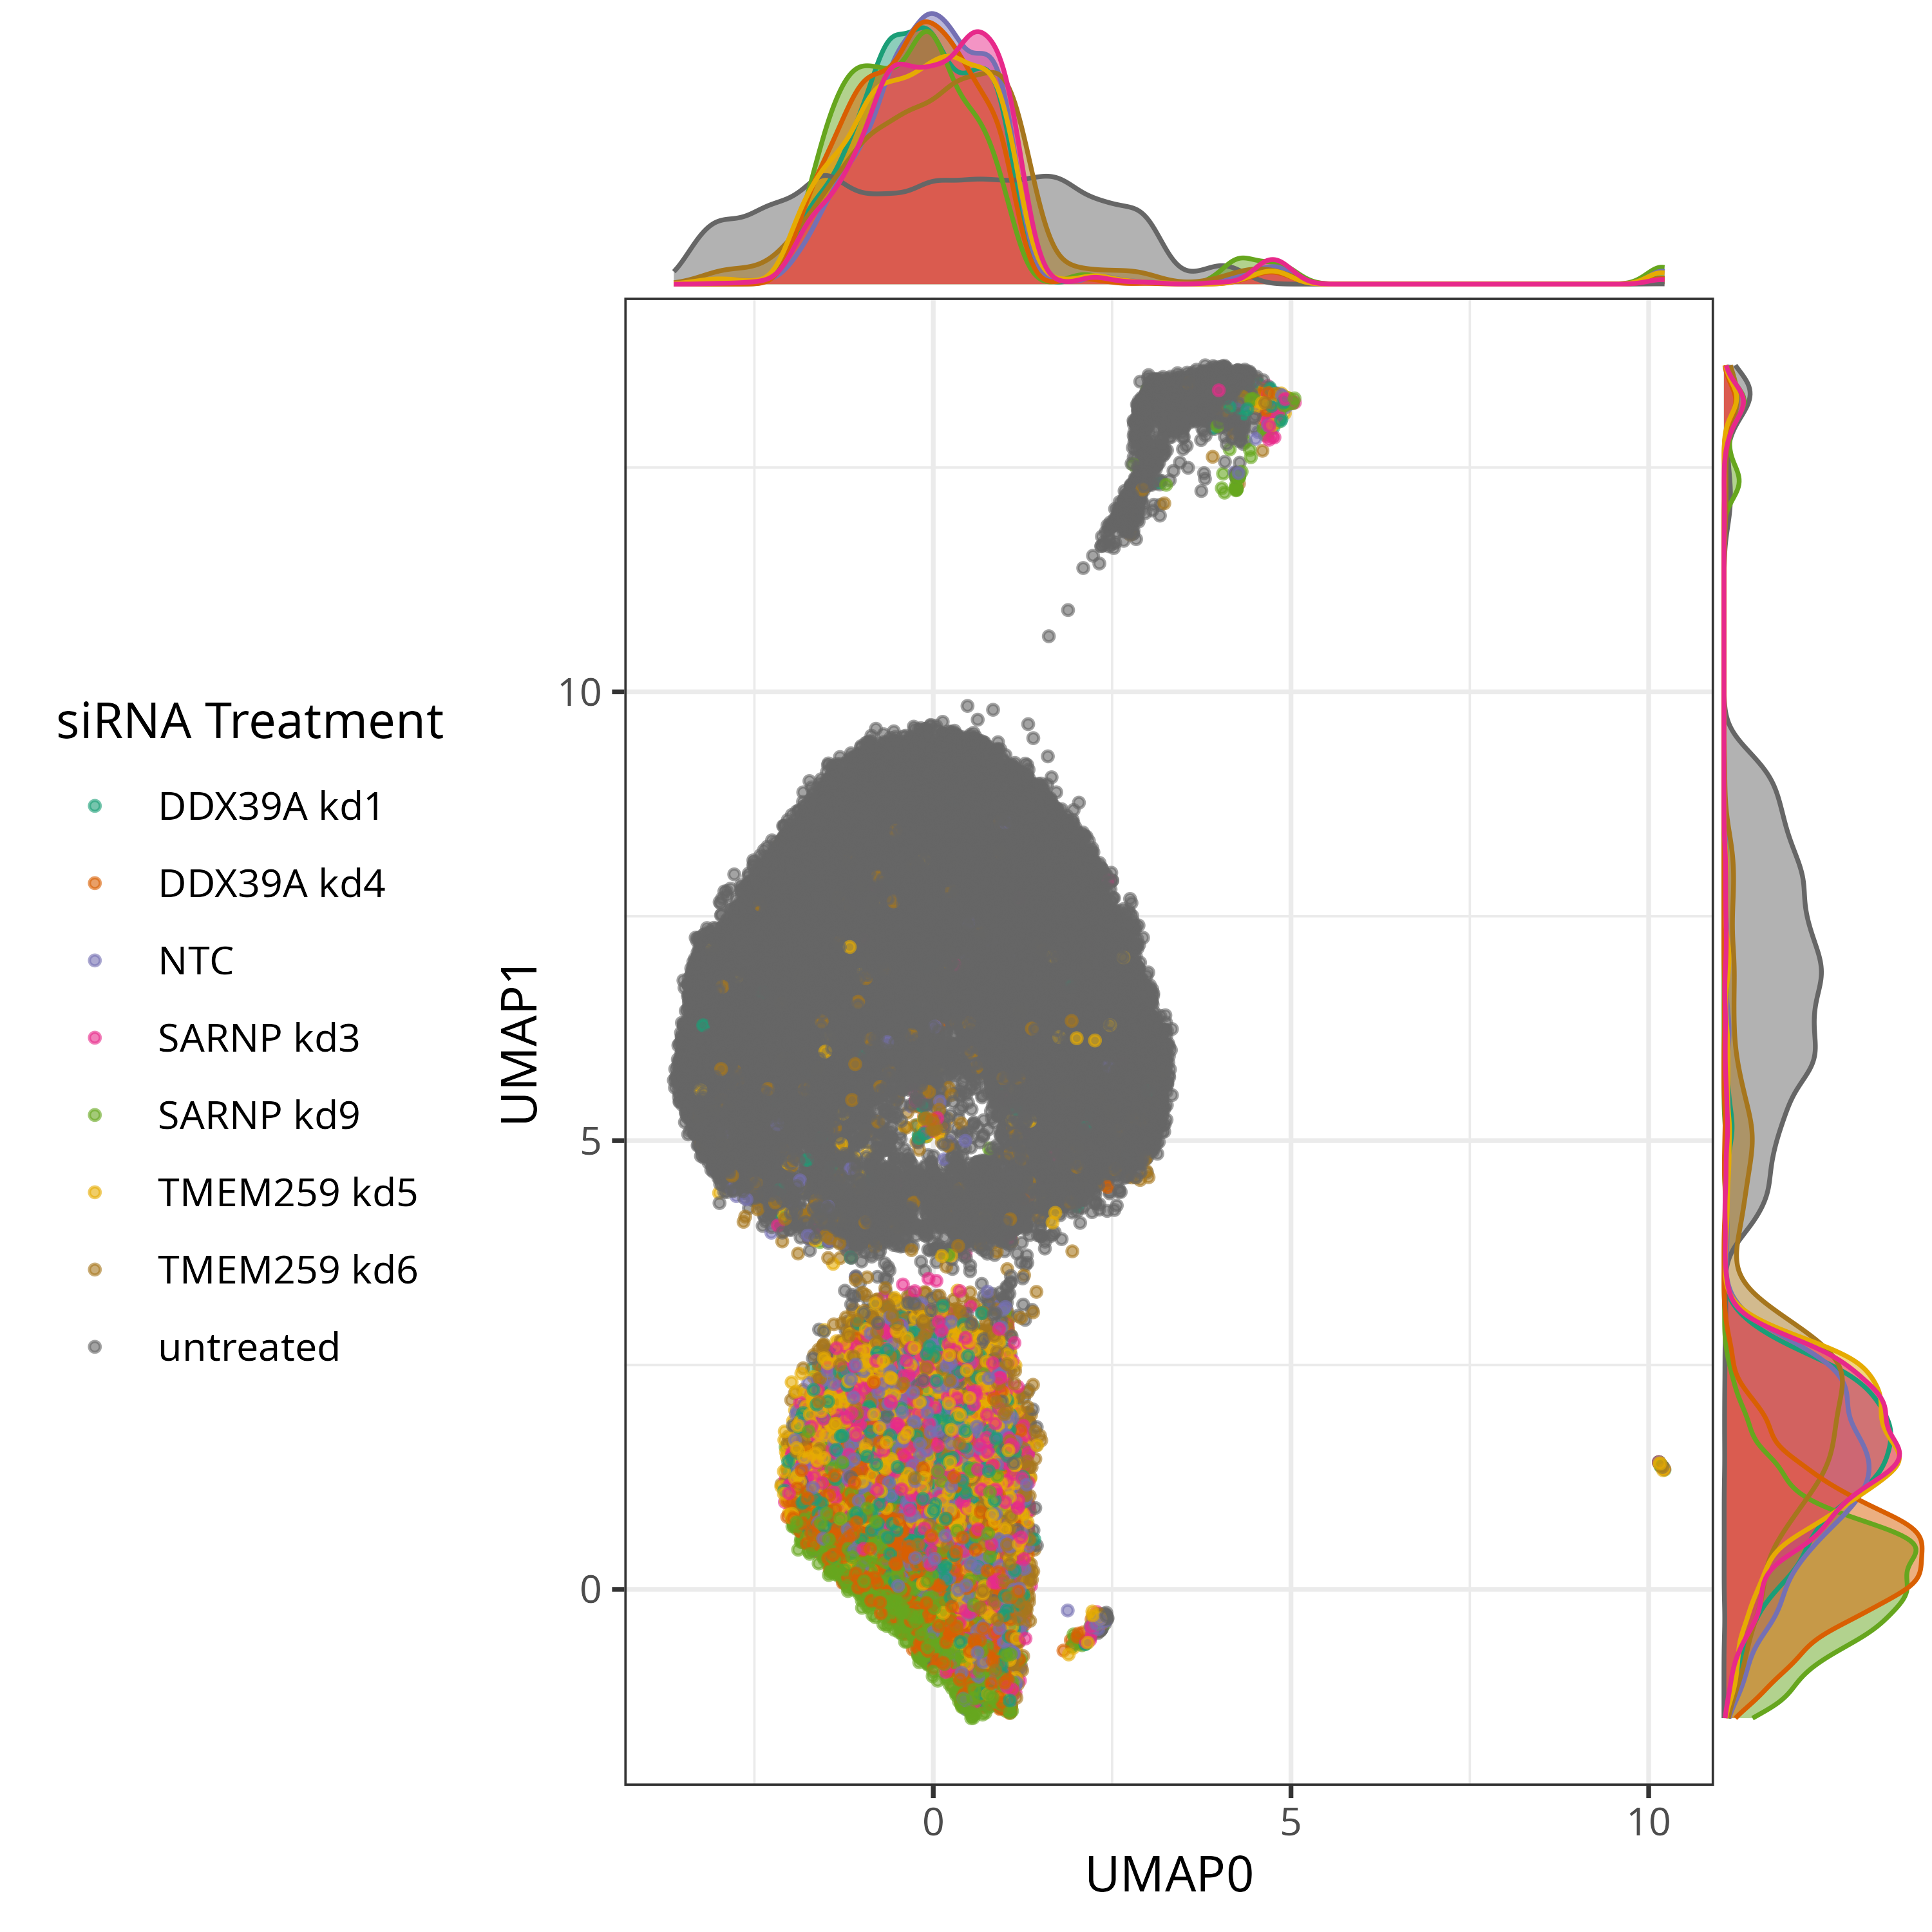 siRNA Treatment
DDX39A kd1
DDX39A kd4
NTC
SARNP kd3
SARNP kd9
TMEM259 kd5
TMEM259 kd6
untreated
UMAP1
10
5
0
0 5 10
UMAP0